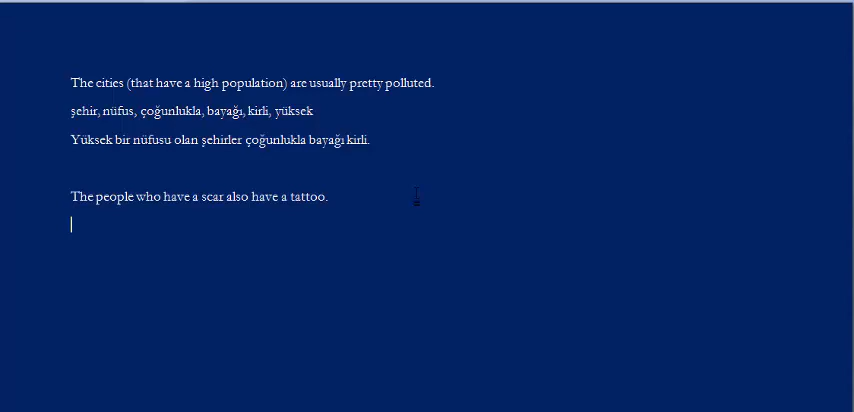 The cities (that have a high population) are usually pretty polluted.
şehir, nüfus, çoğunlukla, bayağı, kirli, yüksek
Yüksek bir nüfusu olan şehirler çoğunlukla bayağı kirli.
The people who have a scar also have a tattoo.